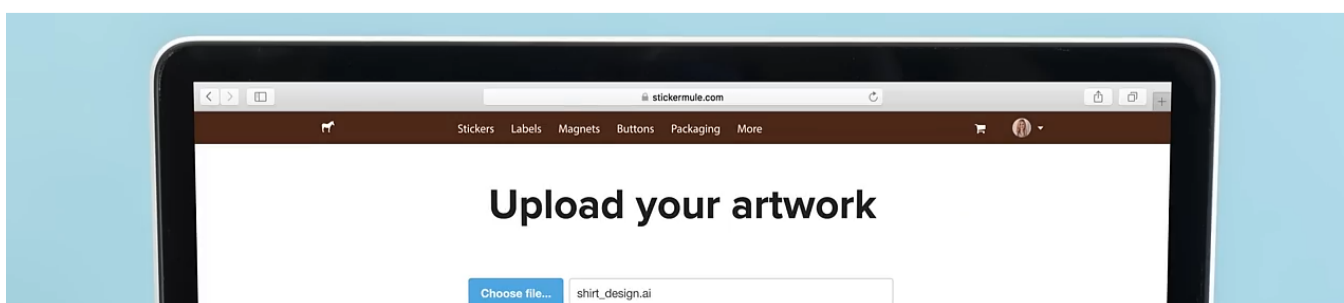 stickermule.com
Stickers Labels Magnets Buttons Packaging More
Upload your artwork
Choose file... shirt_design.ai